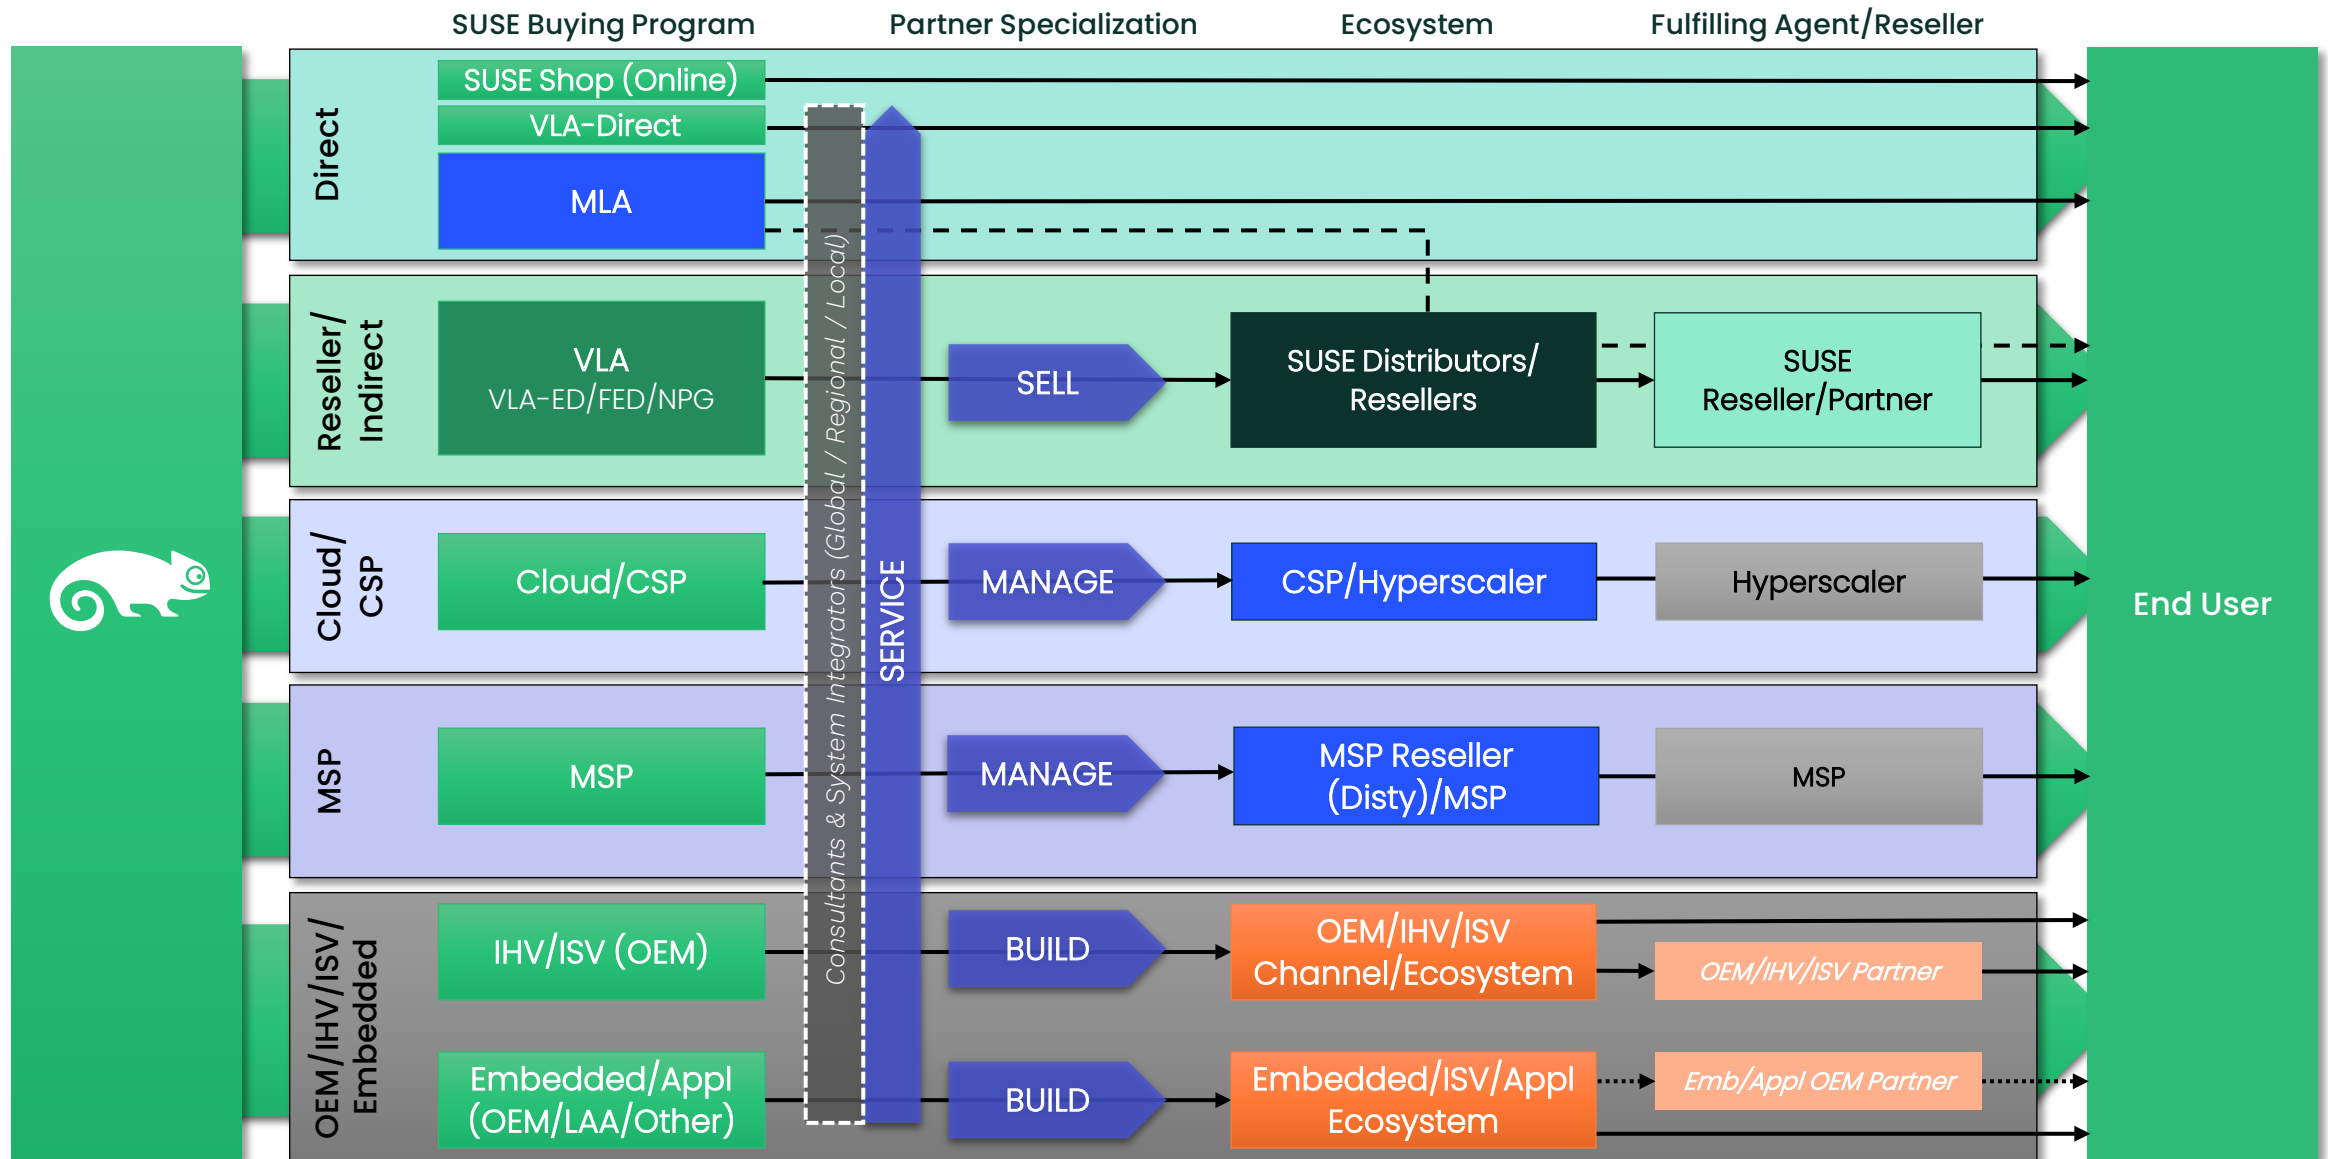 SUSE Buying Program
Partner Specialization
Ecosystem
Fulfilling Agent/Reseller
Direct
SUSE Shop (Online)
VLA-Direct
MLA
Reseller/
Indirect
VLA
VLA-ED/FED/NPG
SELL
SUSE Distributors/
Resellers
SUSE
Reseller/Partner
Consultants & System Integrators (Global / Regional / Local)
SERVICE
Cloud/
CSP
Cloud/CSP
MANAGE
CSP/Hyperscaler
Hyperscaler
End User
MSP
MSP
MANAGE
MSP Reseller
(Disty)/MSP
MSP
OEM/IHV/ISV/
Embedded
IHV/ISV (OEM)
BUILD
OEM/IHV/ISV
Channel/Ecosystem
OEM/IHV/ISV Partner
Embedded/Appl
(OEM/LAA/Other)
BUILD
Embedded/ISV/Appl
Ecosystem
Emb/Appl OEM Partner